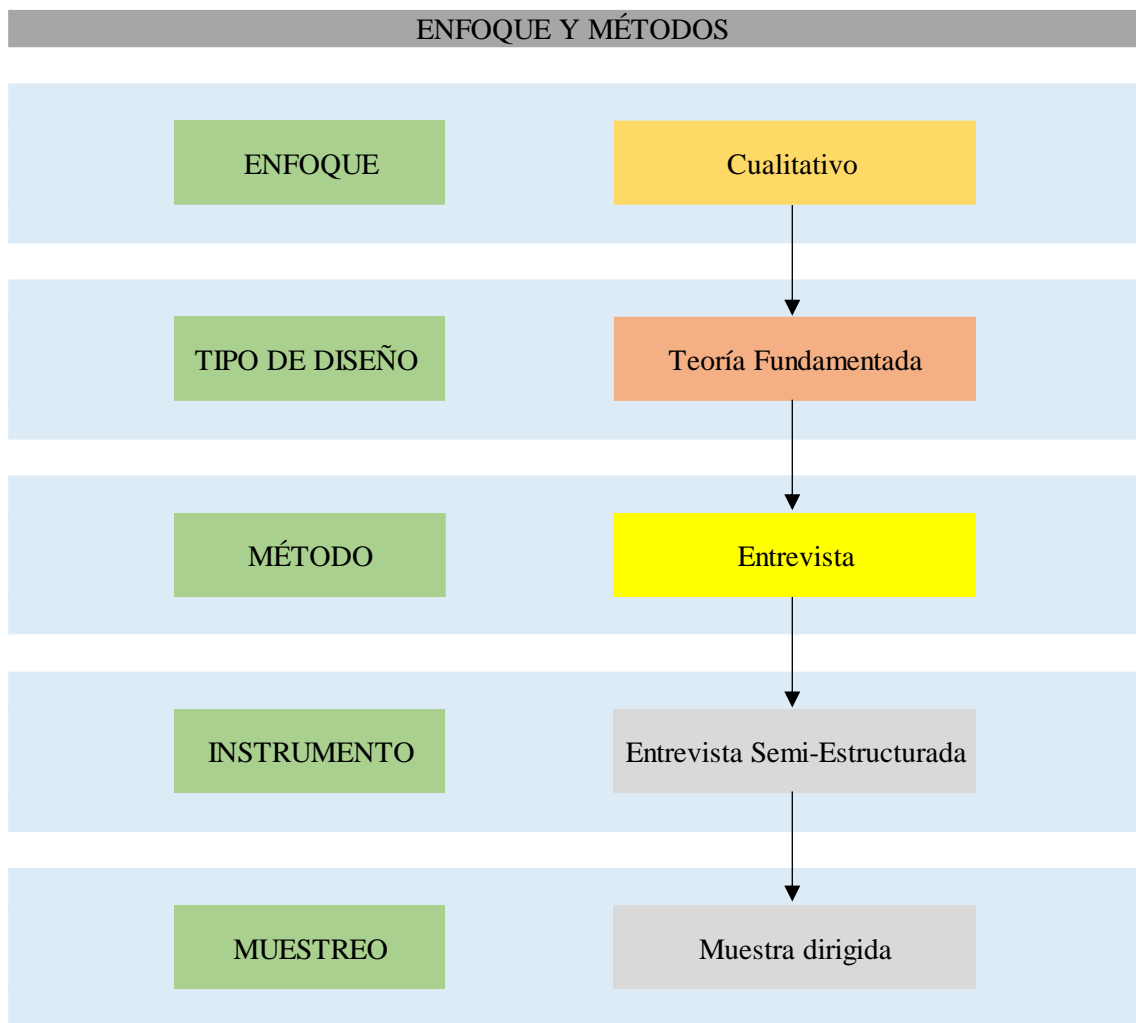 ENFOQUE Y MÉTODOS
ENFOQUE
Cualitativo
TIPO DE DISEÑO
Teoría Fundamentada
MÉTODO
Entrevista
INSTRUMENTO
Entrevista Semi-Estructurada
MUESTREO
Muestra dirigida